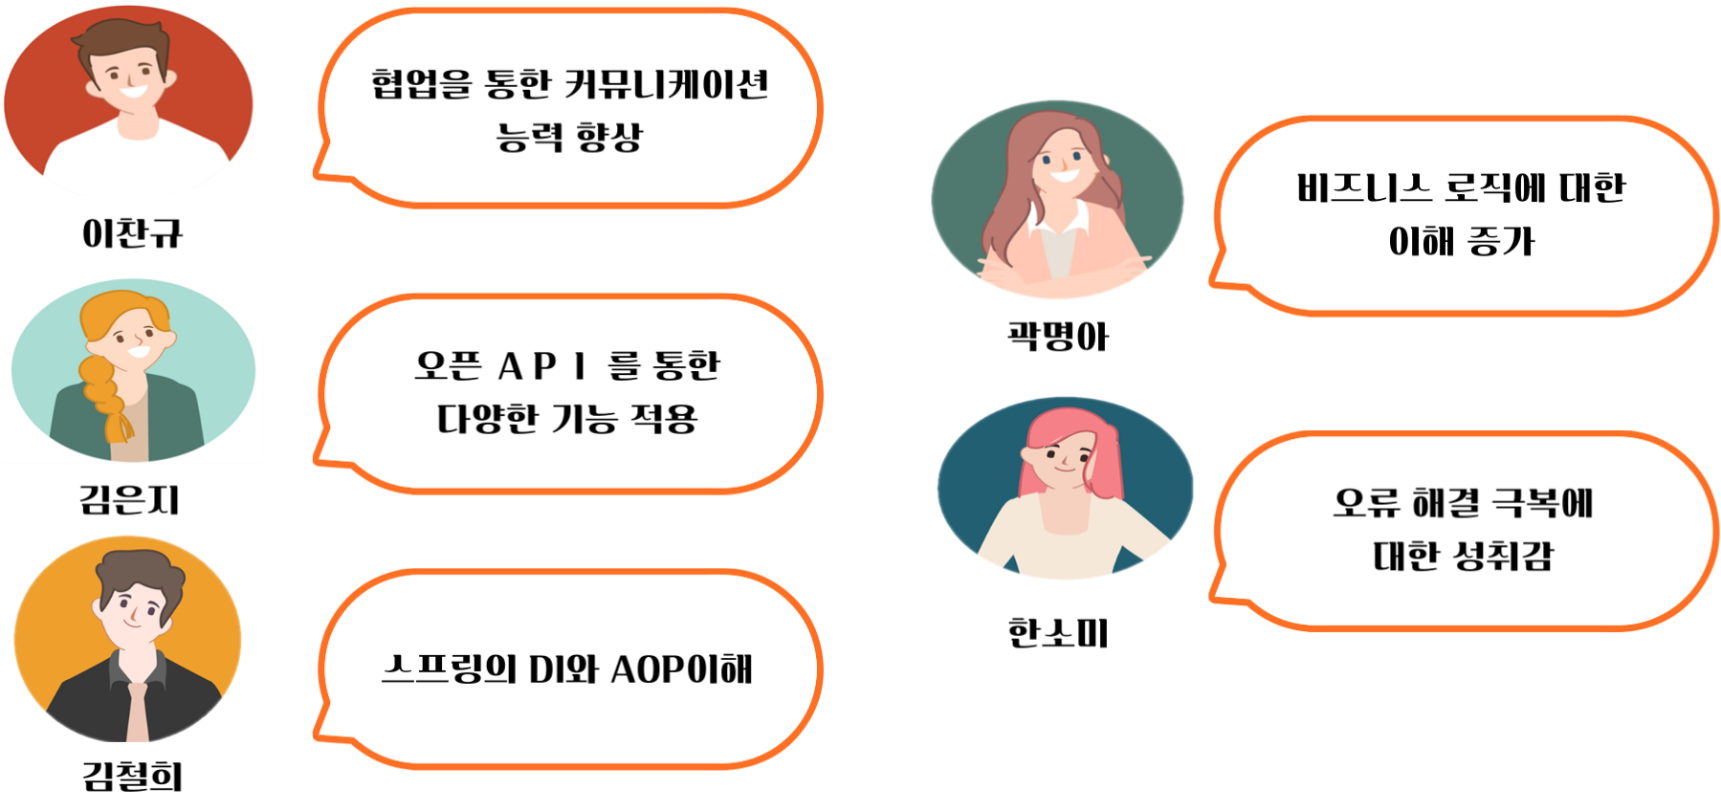 협업을 통한 커뮤니케이션
능력 향상
이찬규
오픈 API 를 통한
다양한 기능 적용
김은지
스프링의 DI와 AOP이해
김철희
비즈니스 로직에 대한
이해 증가
곽명아
오류 해결 극복에
대한 성취감
한소미